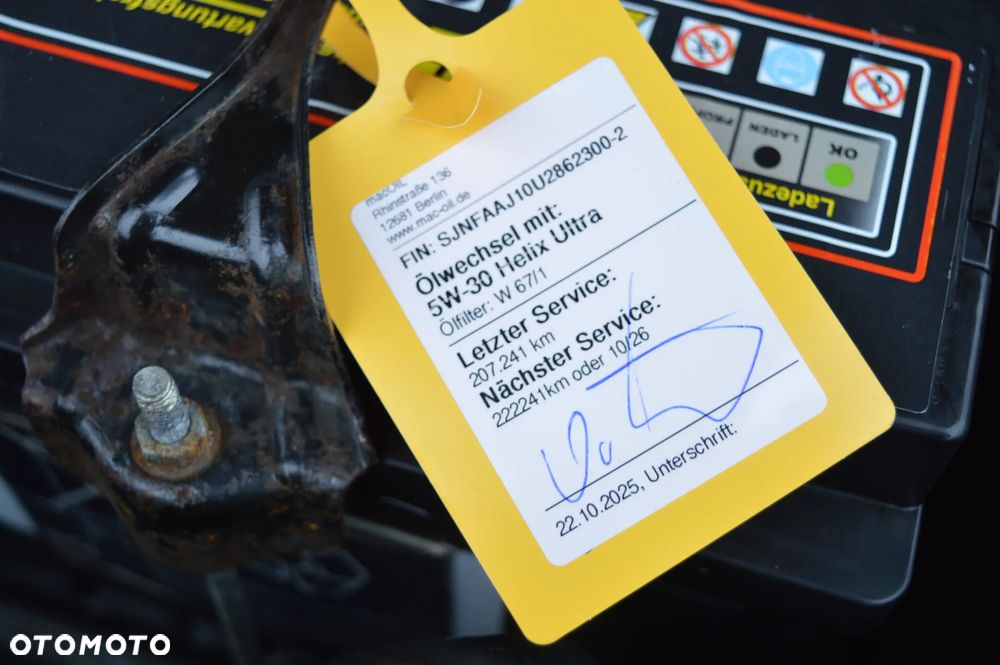 vartungsfrei
macOIL
Rhinstraße 136
12681 Berlin
www.mac-oil.de
FIN: SJNFAAJ10U2862300-2
Ölwechsel mit:
5W-30 Helix Ultra
Ölfilter: W 67/1
Letzter Service:
207.241 km
Nächster Service:
222241km oder 10/26
22.10.2025, Unterschrift:
LADEN
OK
OTOMOTO